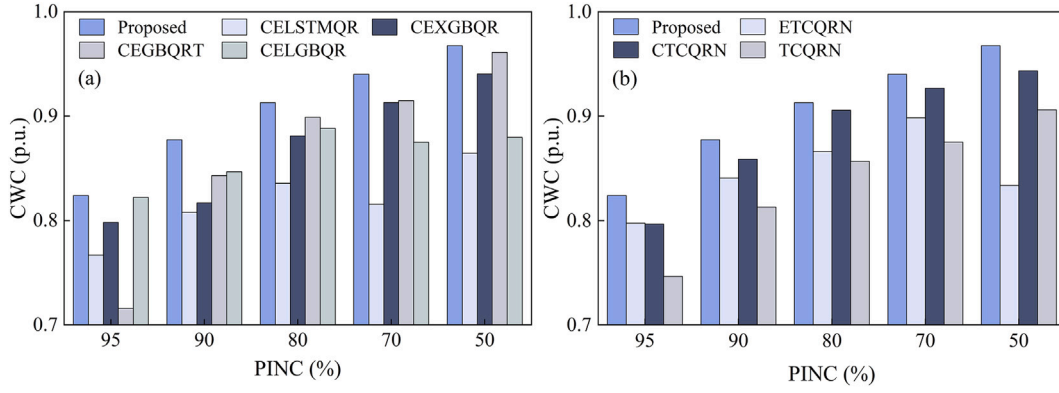 1.0
0.9
0.8
0.7
CWC (p.u.)
Proposed CELSTMQR CEXGBQR
CEGBQRT CELGBQR
(a)
95 90 80 70 50
PINC (%)
1.0
0.9
0.8
0.7
CWC (p.u.)
Proposed ETCQRN
CTCQRN TCQRN
(b)
95 90 80 70 50
PINC (%)